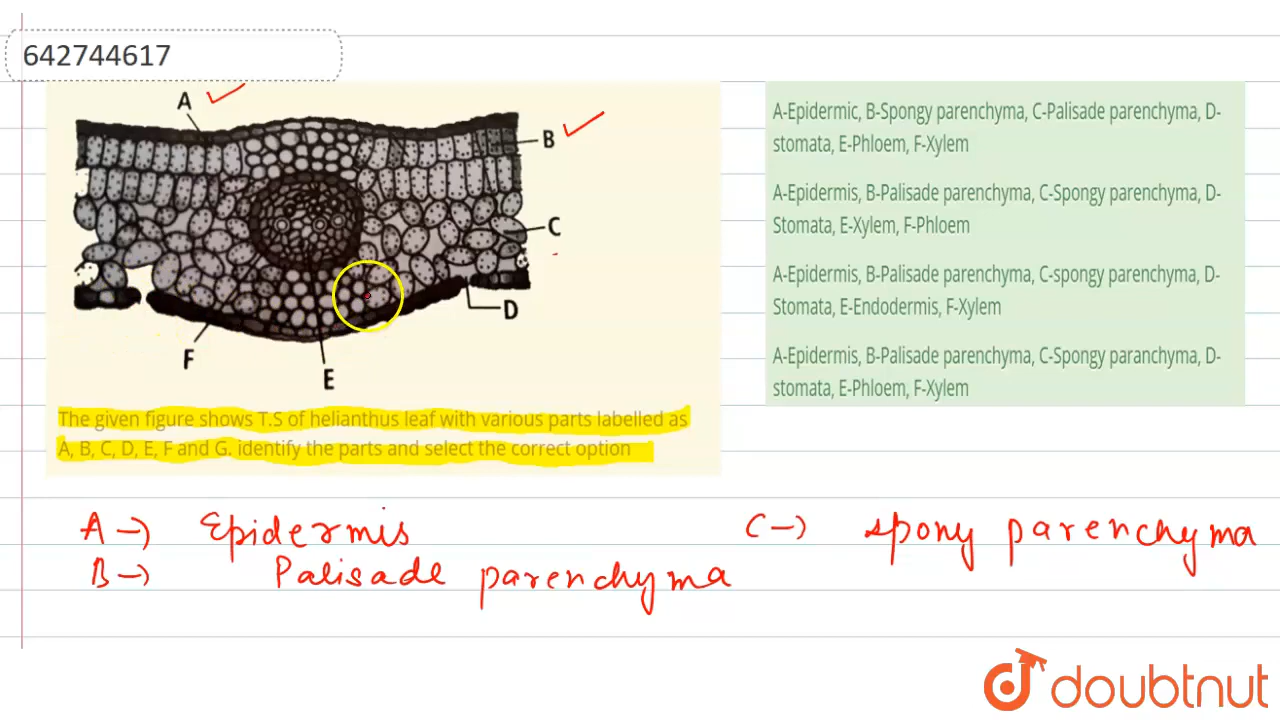 642744617
A
B
C
D
F
E
The given figure shows T.S of helianthus leaf with various parts labelled as
A, B, C, D, E, F and G. identify the parts and select the correct option
A-Epidermic, B-Spongy parenchyma, C-Palisade parenchyma, D-
stomata, E-Phloem, F-Xylem
A-Epidermis, B-Palisade parenchyma, C-Spongy parenchyma, D-
Stomata, E-Xylem, F-Phloem
A-Epidermis, B-Palisade parenchyma, C-spongy parenchyma, D-
Stomata, E-Endodermis, F-Xylem
A-Epidermis, B-Palisade parenchyma, C-Spongy paranchyma, D-
stomata, E-Phloem, F-Xylem
A → Epidermis
B → Palisade parenchyma
C → spony parenchyma
doubtnut